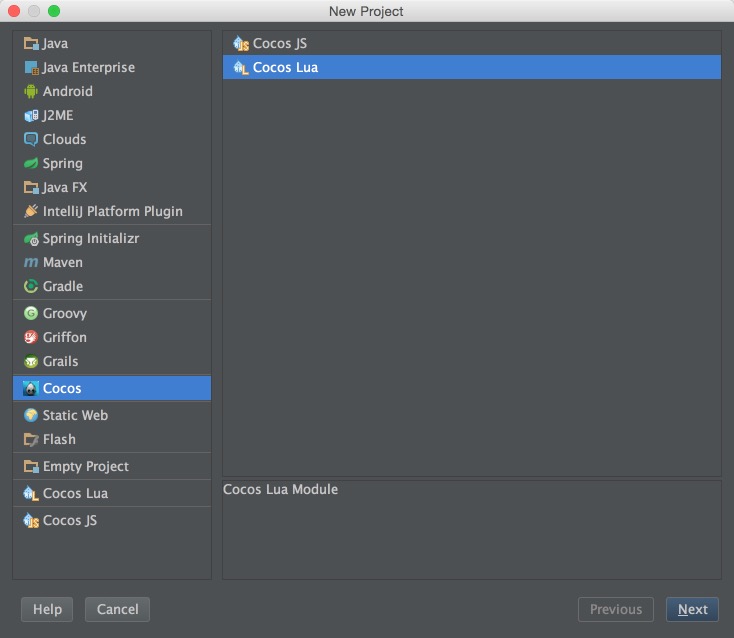 New Project
Java
Java Enterprise
Android
J2ME
Clouds
Spring
Java FX
IntelliJ Platform Plugin
Spring Initializr
Maven
Gradle
Groovy
Griffon
Grails
Cocos
Static Web
Flash
Empty Project
Cocos Lua
Cocos JS
Cocos JS
Cocos Lua
Cocos Lua Module
Help
Cancel
Previous
Next